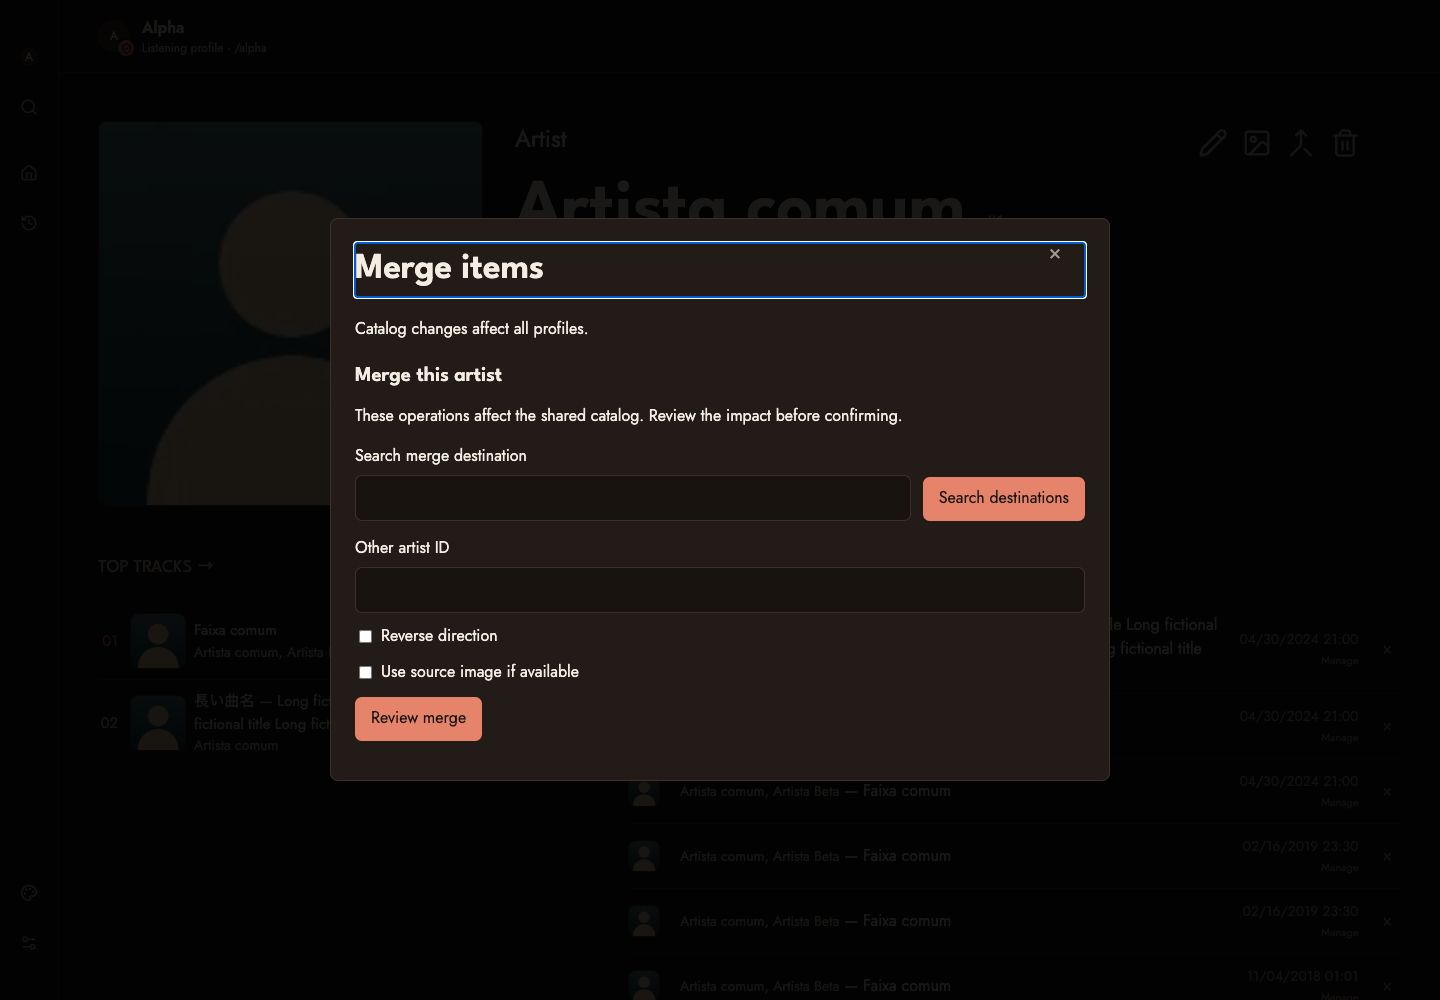 A
Alpha
Listening profile · /alpha
A
Artist
Artista comum
Merge items
×
Catalog changes affect all profiles.
Merge this artist
These operations affect the shared catalog. Review the impact before confirming.
Search merge destination
Search destinations
Other artist ID
Reverse direction
Use source image if available
Review merge
TOP TRACKS →
01
Faixa comum
Artista comum, Artista
02
長い曲名 — Long
fictional title Long
Artista comum
Long fictional
fictional title
04/30/2024 21:00
Manage
×
04/30/2024 21:00
Manage
×
Artista comum, Artista Beta — Faixa comum
04/30/2024 21:00
Manage
×
Artista comum, Artista Beta — Faixa comum
02/16/2019 23:30
Manage
×
Artista comum, Artista Beta — Faixa comum
02/16/2019 23:30
Manage
×
Artista comum, Artista Beta — Faixa comum
11/04/2018 01:01
Manage
×